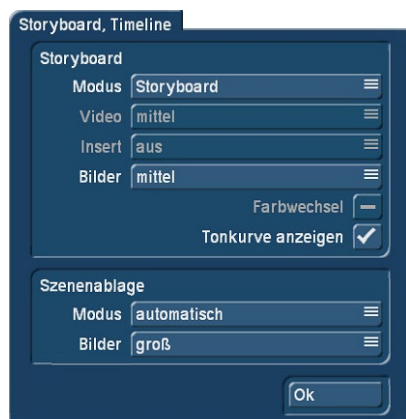 Storyboard, Timeline
Storyboard
Modus Storyboard
Video mittel
Insert aus
Bilder mittel
Farbwechsel
Tonkurve anzeigen
Szenenablage
Modus automatisch
Bilder groß
Ok